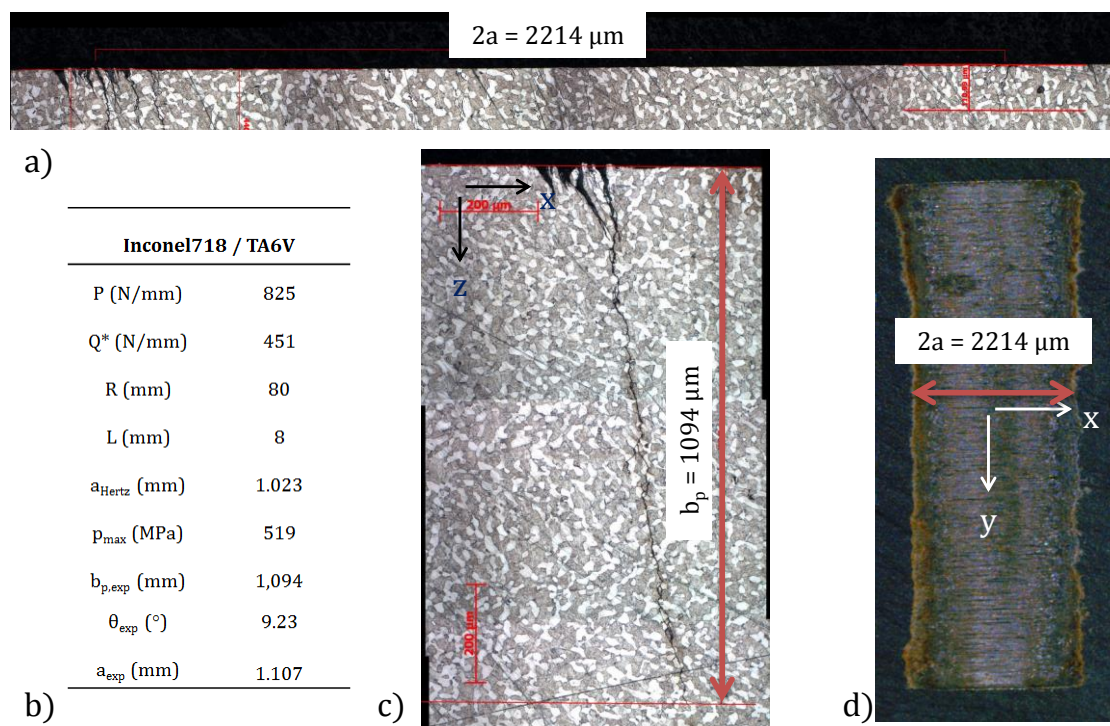 2a = 2214 μm
a)
Inconel718 / TA6V
P (N/mm) 825
Q* (N/mm) 451
R (mm) 80
L (mm) 8
a_Hertz (mm) 1.023
p_max (MPa) 519
b_p,exp (mm) 1,094
θ_exp (°) 9.23
a_exp (mm) 1.107
b)
200 μm
X
Z
b_p = 1094 μm
200 μm
c)
2a = 2214 μm
x
y
d)